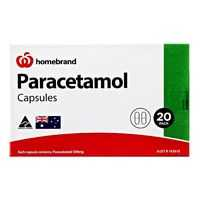 homebrand
Paracetamol
Capsules
20
PACK
Each capsule contains: Paracetamol 500mg